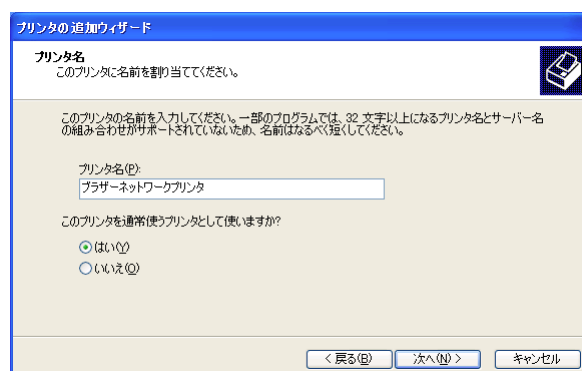 プリンタの追加ウィザード
プリンタ名
このプリンタに名前を割り当ててください。
このプリンタの名前を入力してください。一部のプログラムでは、32 文字以上になるプリンタ名とサーバー名
の組み合わせがサポートされていないため、名前はなるべく短くしてください。
プリンタ名(P):
ブラザーネットワークプリンタ
このプリンタを通常使うプリンタとして使いますか?
はい(Y)
いいえ(O)
< 戻る(B) 次へ(N) > キャンセル